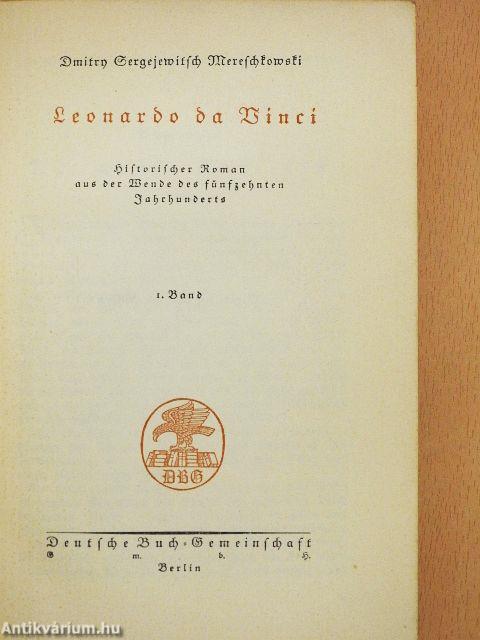 Dmitry Sergejewitsch Mereschkowski
Leonardo da Vinci
Historischer Roman
aus der Wende des fünfzehnten
Jahrhunderts
1. Band
DBG
Deutsche Buch-Gemeinschaft
G. m. b. H.
Berlin
Antikvárium.hu